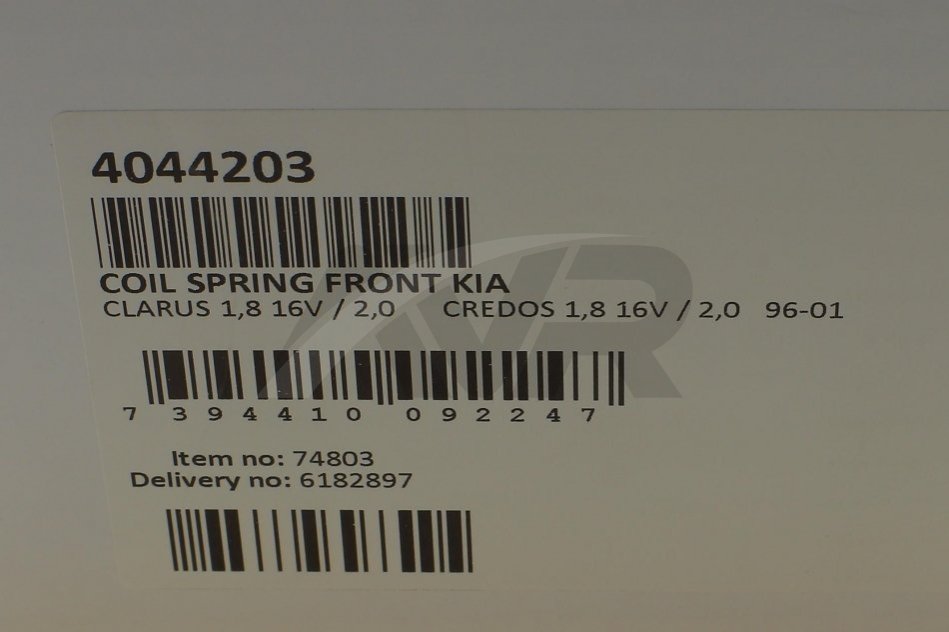 4044203
COIL SPRING FRONT KIA
CLARUS 1,8 16V / 2,0 CREDOS 1,8 16V / 2,0 96-01
7 394410 092247
Item no: 74803
Delivery no: 6182897